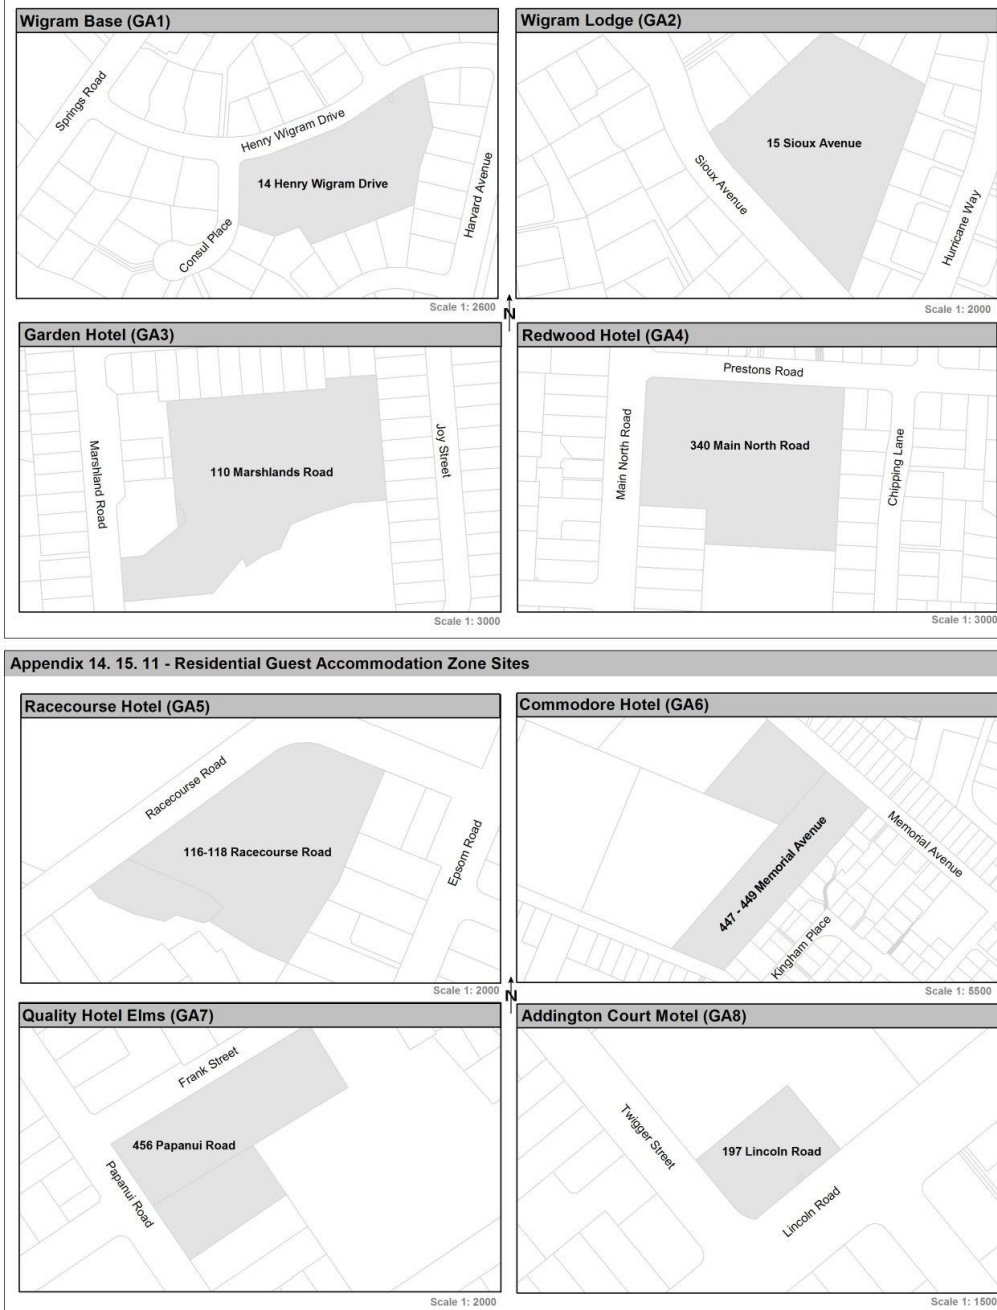 Wigram Base (GA1)
Springs Road
Henry Wigram Drive
14 Henry Wigram Drive
Consul Place
Harvard Avenue
Scale 1: 2600
Wigram Lodge (GA2)
15 Sioux Avenue
Sioux Avenue
Hurricane Way
Scale 1: 2000
N
Garden Hotel (GA3)
Marshland Road
110 Marshlands Road
Joy Street
Scale 1: 3000
Redwood Hotel (GA4)
Prestons Road
Main North Road
340 Main North Road
Chipping Lane
Scale 1: 3000
Appendix 14. 15. 11 - Residential Guest Accommodation Zone Sites
Racecourse Hotel (GA5)
Racecourse Road
116-118 Racecourse Road
Epsom Road
Scale 1: 2000
Commodore Hotel (GA6)
Memorial Avenue
447 - 449 Memorial Avenue
Kingham Place
Scale 1: 5500
N
Quality Hotel Elms (GA7)
Frank Street
456 Papanui Road
Papanui Road
Scale 1: 2000
Addington Court Motel (GA8)
Twigger Street
197 Lincoln Road
Lincoln Road
Scale 1: 1500